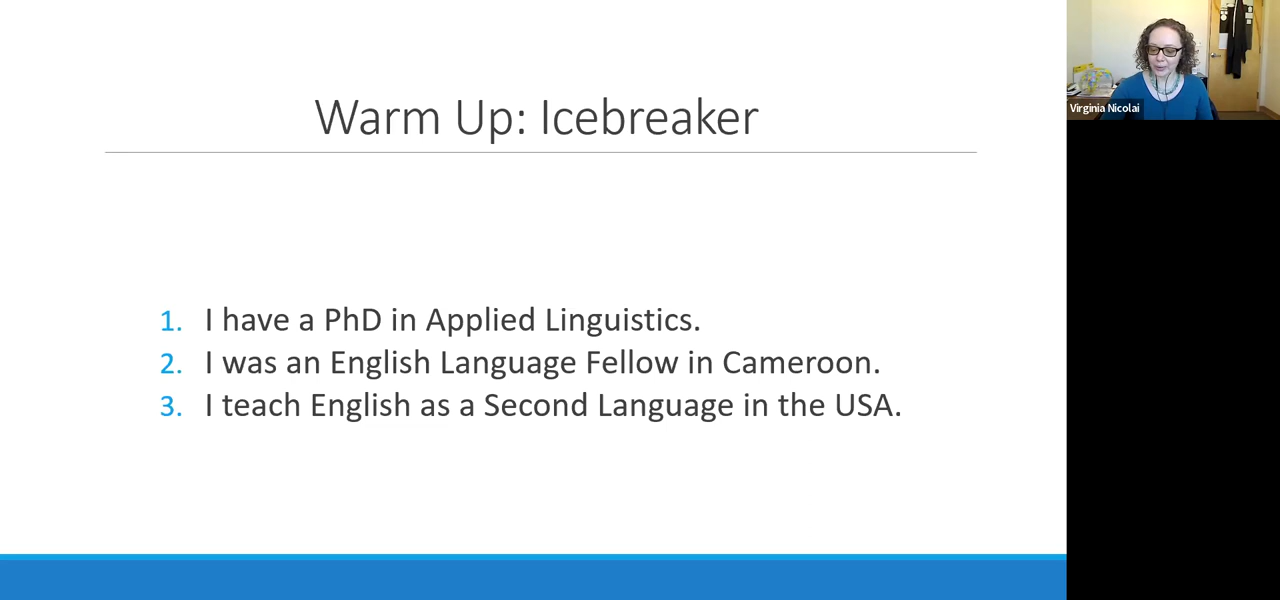 Warm Up: Icebreaker
1. I have a PhD in Applied Linguistics.
2. I was an English Language Fellow in Cameroon.
3. I teach English as a Second Language in the USA.
Virginia Nicolai